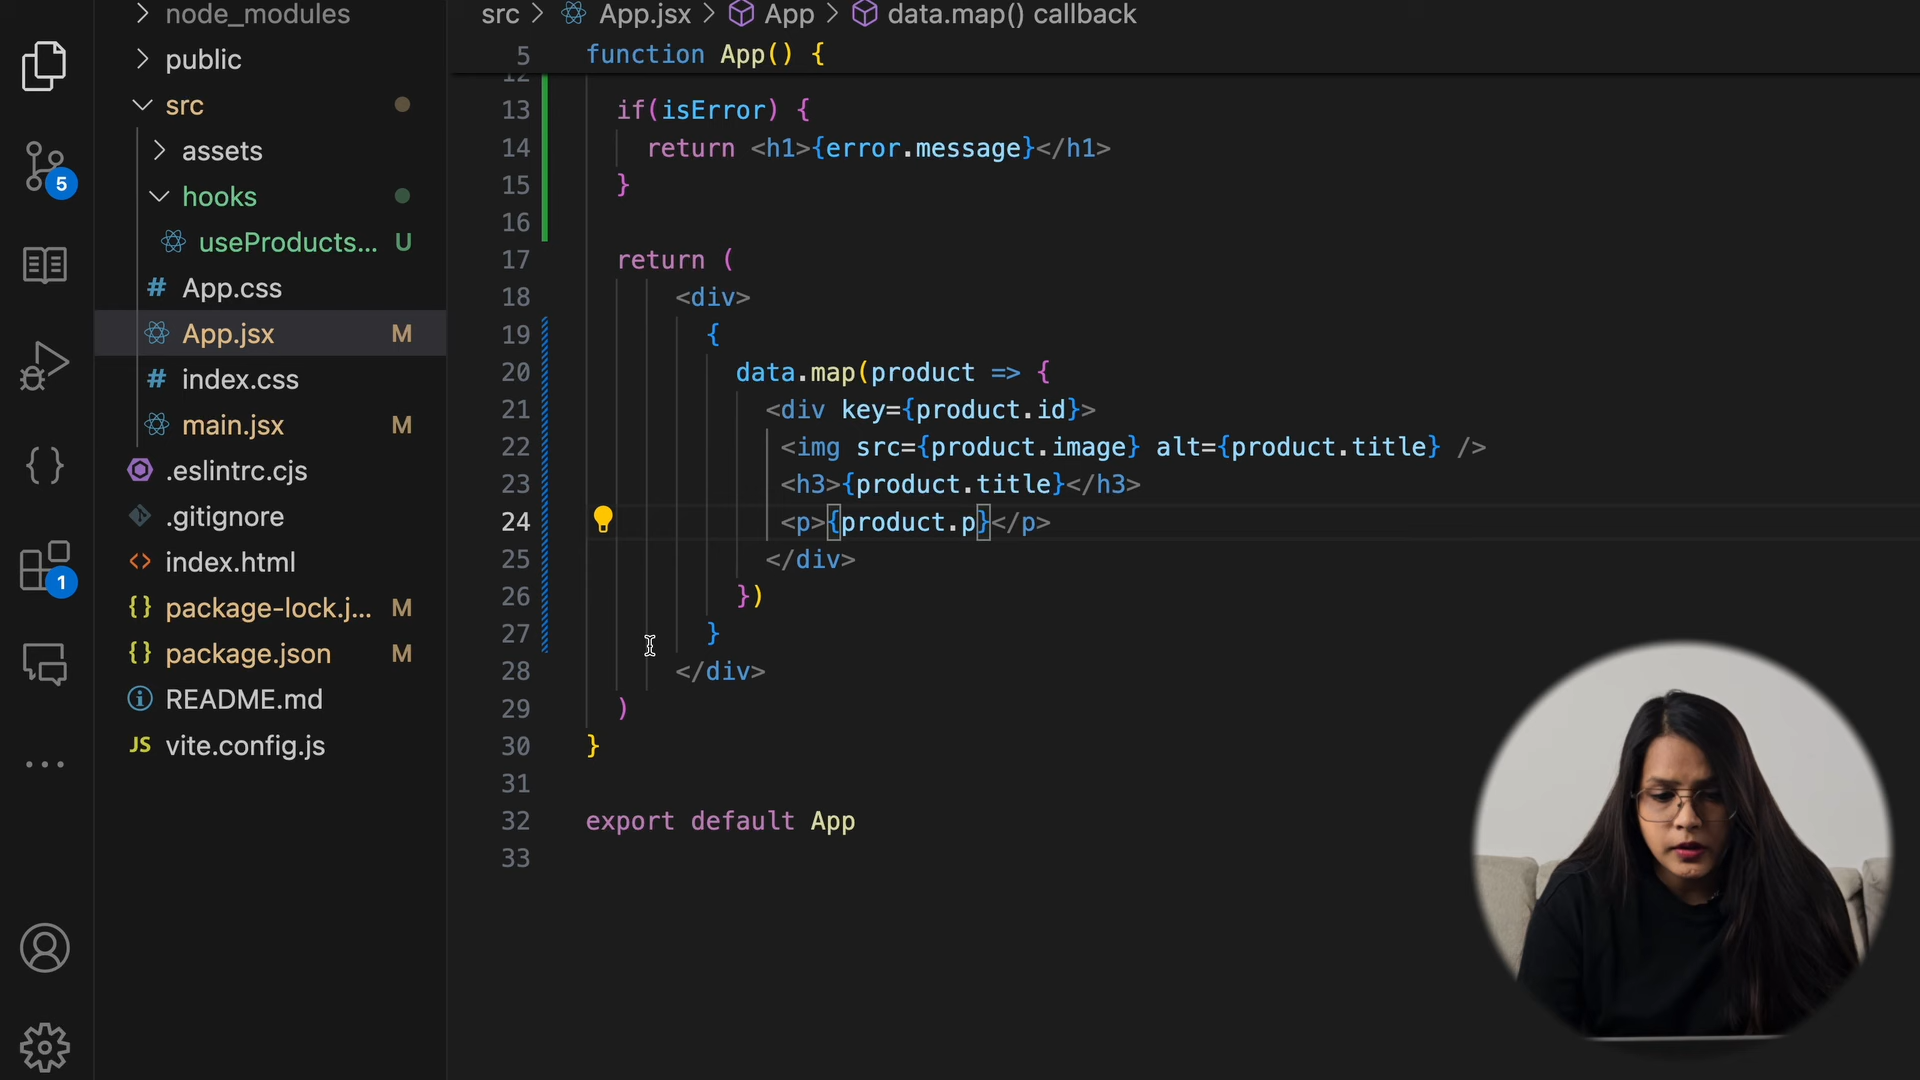 node_modules
public
src
assets
hooks
useProducts... U
# App.css
App.jsx M
# index.css
main.jsx M
.eslintrc.cjs
.gitignore
<> index.html
{} package-lock.j... M
{} package.json M
README.md
JS vite.config.js
5
1
src > App.jsx > App > data.map() callback
5 function App() {
12
13 if(isError) {
14 return <h1>{error.message}</h1>
15 }
16
17 return (
18 <div>
19 {
20 data.map(product => {
21 <div key={product.id}>
22 <img src={product.image} alt={product.title} />
23 <h3>{product.title}</h3>
24 <p>{product.p}</p>
25 </div>
26 })
27 }
28 </div>
29 )
30 }
31
32 export default App
33